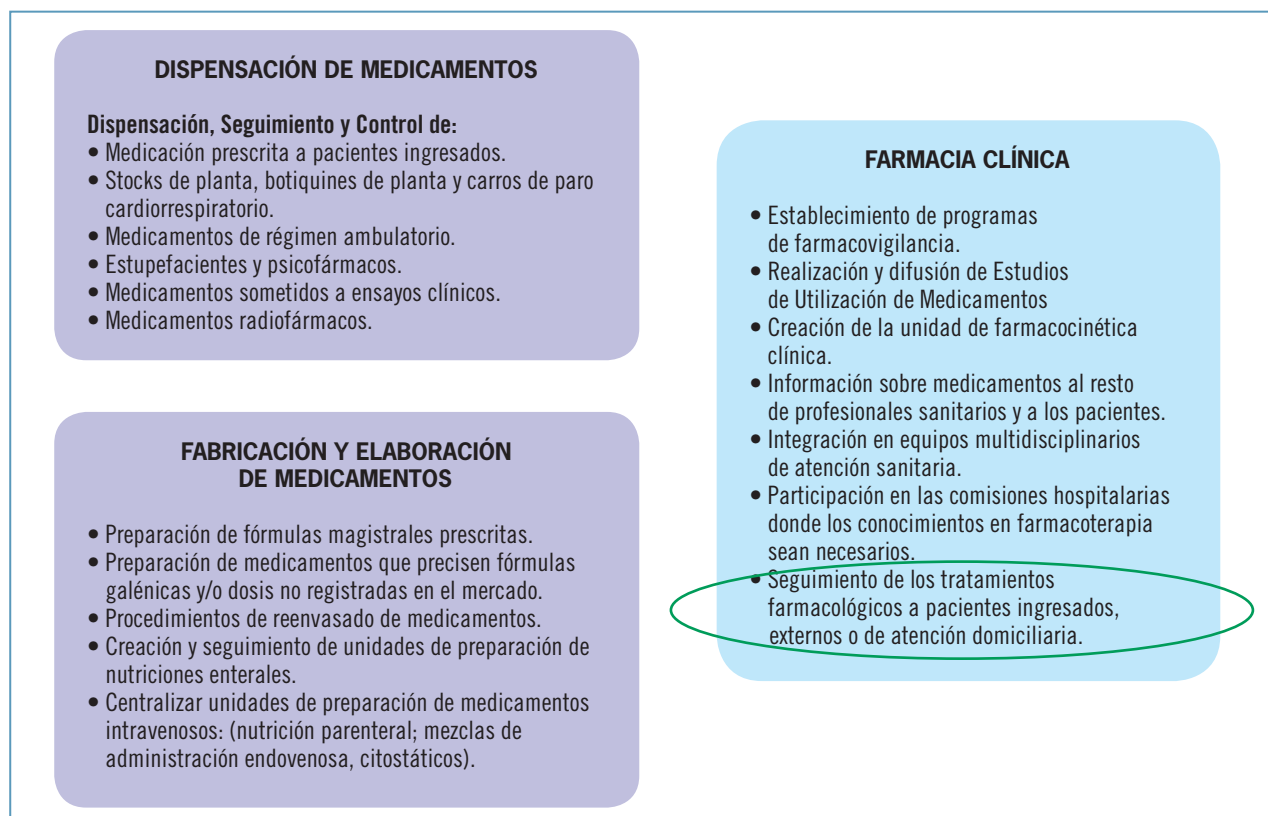 DISPENSACIÓN DE MEDICAMENTOS
Dispensación, Seguimiento y Control de:
• Medicación prescrita a pacientes ingresados.
• Stocks de planta, botiquines de planta y carros de paro
cardiorrespiratorio.
• Medicamentos de régimen ambulatorio.
• Estupefacientes y psicofármacos.
• Medicamentos sometidos a ensayos clínicos.
• Medicamentos radiofármacos.
FABRICACIÓN Y ELABORACIÓN
DE MEDICAMENTOS
• Preparación de fórmulas magistrales prescritas.
• Preparación de medicamentos que precisen fórmulas
galénicas y/o dosis no registradas en el mercado.
• Procedimientos de reenvasado de medicamentos.
• Creación y seguimiento de unidades de preparación de
nutriciones enterales.
• Centralizar unidades de preparación de medicamentos
intravenosos: (nutrición parenteral; mezclas de
administración endovenosa, citostáticos).
FARMACIA CLÍNICA
• Establecimiento de programas
de farmacovigilancia.
• Realización y difusión de Estudios
de Utilización de Medicamentos
• Creación de la unidad de farmacocinética
clínica.
• Información sobre medicamentos al resto
de profesionales sanitarios y a los pacientes.
• Integración en equipos multidisciplinarios
de atención sanitaria.
• Participación en las comisiones hospitalarias
donde los conocimientos en farmacoterapia
sean necesarios.
• Seguimiento de los tratamientos
farmacológicos a pacientes ingresados,
externos o de atención domiciliaria.